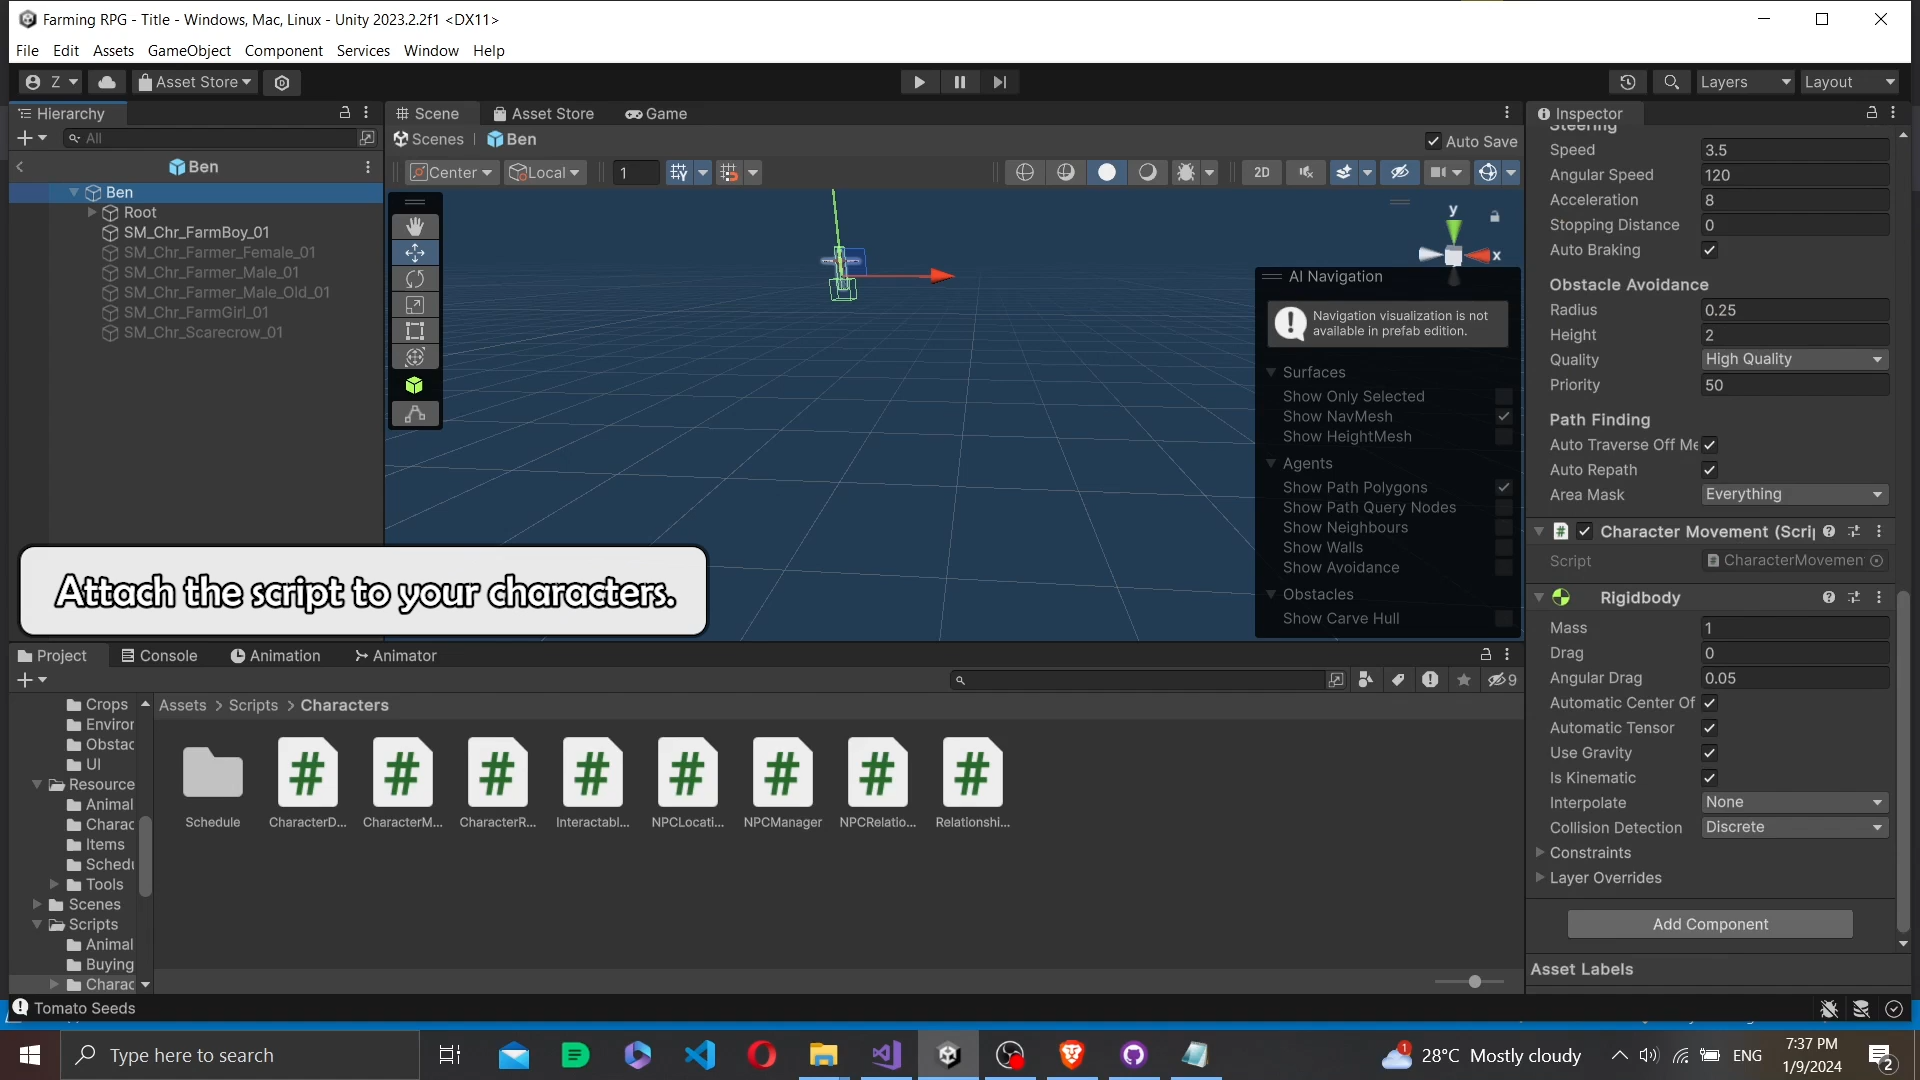 Farming RPG - Title - Windows, Mac, Linux - Unity 2023.2.2f1 <DX11>
File Edit Assets GameObject Component Services Window Help
Z Asset Store Layers Layout
Hierarchy
All
Ben
Ben
Root
SM_Chr_FarmBoy_01
SM_Chr_Farmer_Female_01
SM_Chr_Farmer_Male_01
SM_Chr_Farmer_Male_Old_01
SM_Chr_FarmGirl_01
SM_Chr_Scarecrow_01
Scene Asset Store Game
Scenes Ben Auto Save
Center Local 1 2D
y
x
AI Navigation
Navigation visualization is not
available in prefab edition.
Surfaces
Show Only Selected
Show NavMesh
Show HeightMesh
Agents
Show Path Polygons
Show Path Query Nodes
Show Neighbours
Show Walls
Show Avoidance
Obstacles
Show Carve Hull
Attach the script to your characters.
Inspector
Steering
Speed 3.5
Angular Speed 120
Acceleration 8
Stopping Distance 0
Auto Braking
Obstacle Avoidance
Radius 0.25
Height 2
Quality High Quality
Priority 50
Path Finding
Auto Traverse Off Me
Auto Repath
Area Mask Everything
# Character Movement (Scrip
Script CharacterMovemen
Rigidbody
Mass 1
Drag 0
Angular Drag 0.05
Automatic Center Of
Automatic Tensor
Use Gravity
Is Kinematic
Interpolate None
Collision Detection Discrete
Constraints
Layer Overrides
Add Component
Asset Labels
Project Console Animation Animator
9
Crops
Environ
Obstac
UI
Resource
Animal
Charac
Items
Schedu
Tools
Scenes
Scripts
Animal
Buying
Charac
Assets > Scripts > Characters
# # # # # # # #
Schedule CharacterD... CharacterM... CharacterR... Interactabl... NPCLocati... NPCManager NPCRelatio... Relationshi...
Tomato Seeds
Type here to search
1 28°C Mostly cloudy ENG 7:37 PM
1/9/2024
2